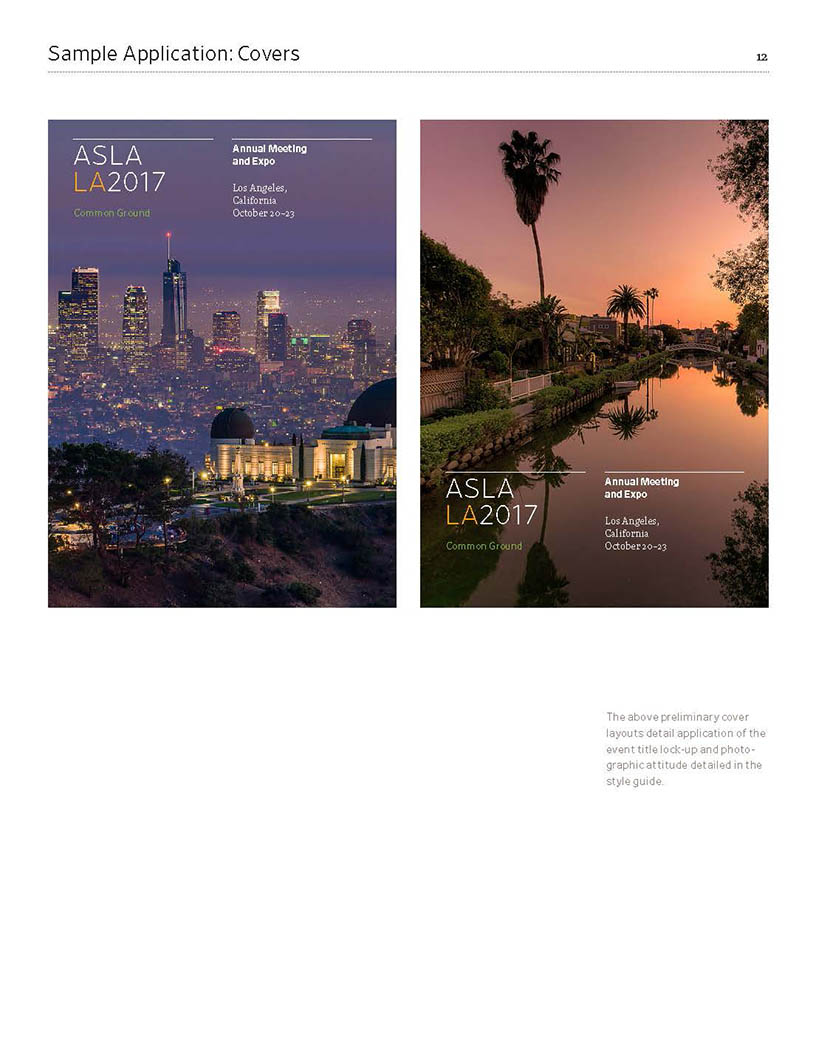 Sample Application: Covers
12
ASLA
LA2017
Common Ground
Annual Meeting
and Expo
Los Angeles,
California
October 20–23
ASLA
LA2017
Common Ground
Annual Meeting
and Expo
Los Angeles,
California
October 20–23
The above preliminary cover
layouts detail application of the
event title lock-up and photo-
graphic attitude detailed in the
style guide.